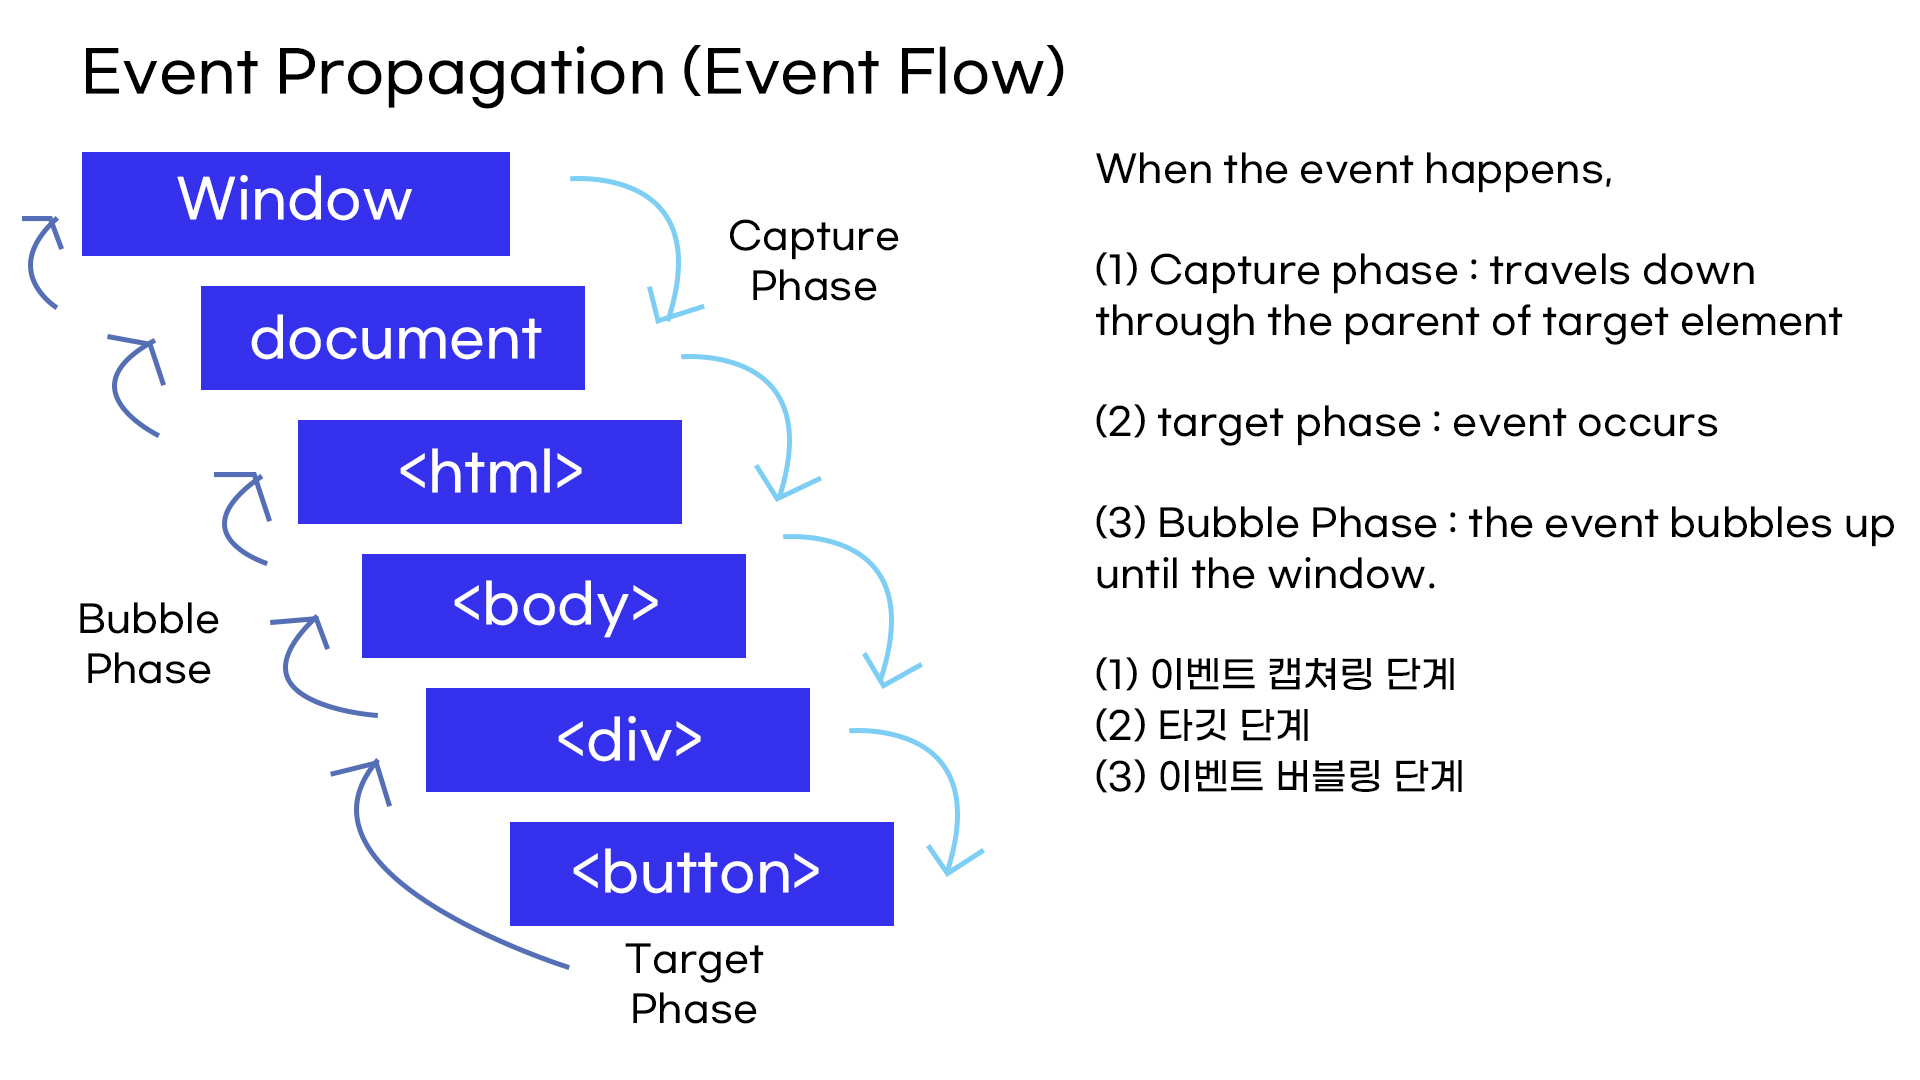 Event Propagation (Event Flow)
Window
document
<html>
<body>
<div>
<button>
Capture
Phase
Bubble
Phase
Target
Phase
When the event happens,
(1) Capture phase : travels down
through the parent of target element
(2) target phase : event occurs
(3) Bubble Phase : the event bubbles up
until the window.
(1) 이벤트 캡쳐링 단계
(2) 타깃 단계
(3) 이벤트 버블링 단계